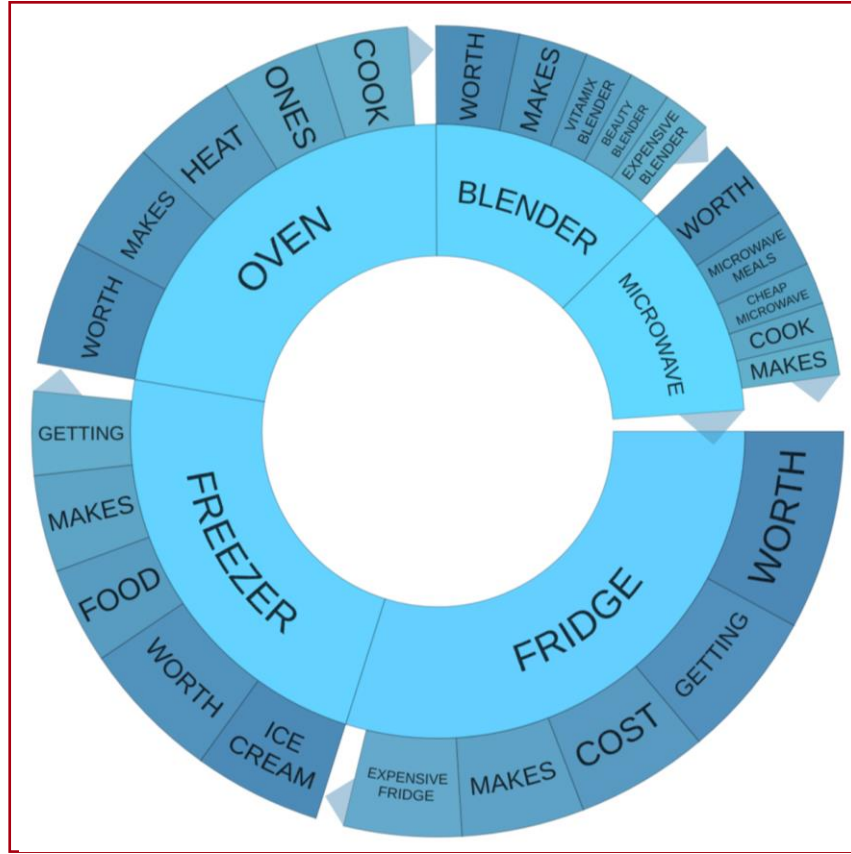 WORTH
MAKES
VITAMIX
BLENDER
BEAUTY
BLENDER
EXPENSIVE
BLENDER
BLENDER
WORTH
MICROWAVE
MEALS
CHEAP
MICROWAVE
COOK
MAKES
MICROWAVE
WORTH
GETTING
COST
MAKES
EXPENSIVE
FRIDGE
FRIDGE
ICE
CREAM
WORTH
FOOD
MAKES
GETTING
FREEZER
WORTH
MAKES
HEAT
ONES
COOK
OVEN